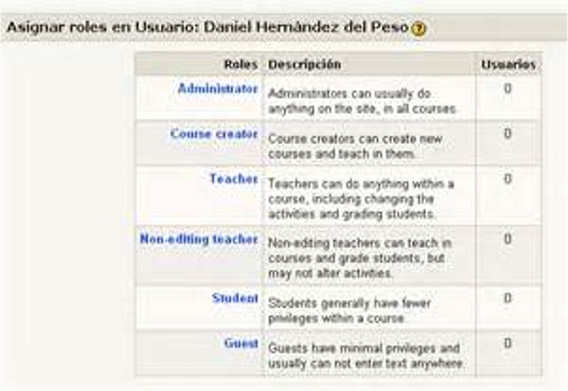 Asignar roles en Usuario: Daniel Hernández del Peso
Roles Descripción Usuarios
Administrator Administrators can usually do 0
anything on the site, in all courses.
Course creator Course creators can create new 0
courses and teach in them.
Teacher Teachers can do anything within a 0
course, including changing the
activities and grading students.
Non-editing teacher Non-editing teachers can teach in 0
courses and grade students, but
may not alter activities.
Student Students generally have fewer 0
privileges within a course.
Guest Guests have minimal privileges and 0
usually can not enter text anywhere.